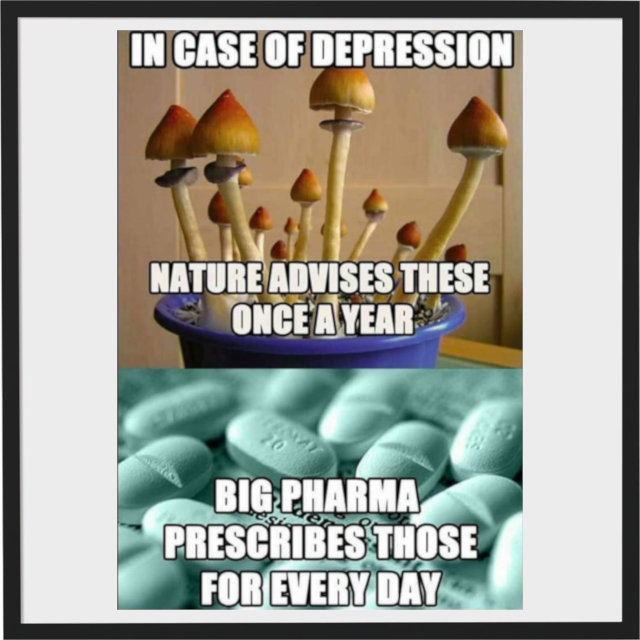 IN CASE OF DEPRESSION
NATURE ADVISES THESE
ONCE A YEAR
BIG PHARMA
PRESCRIBES THOSE
FOR EVERY DAY